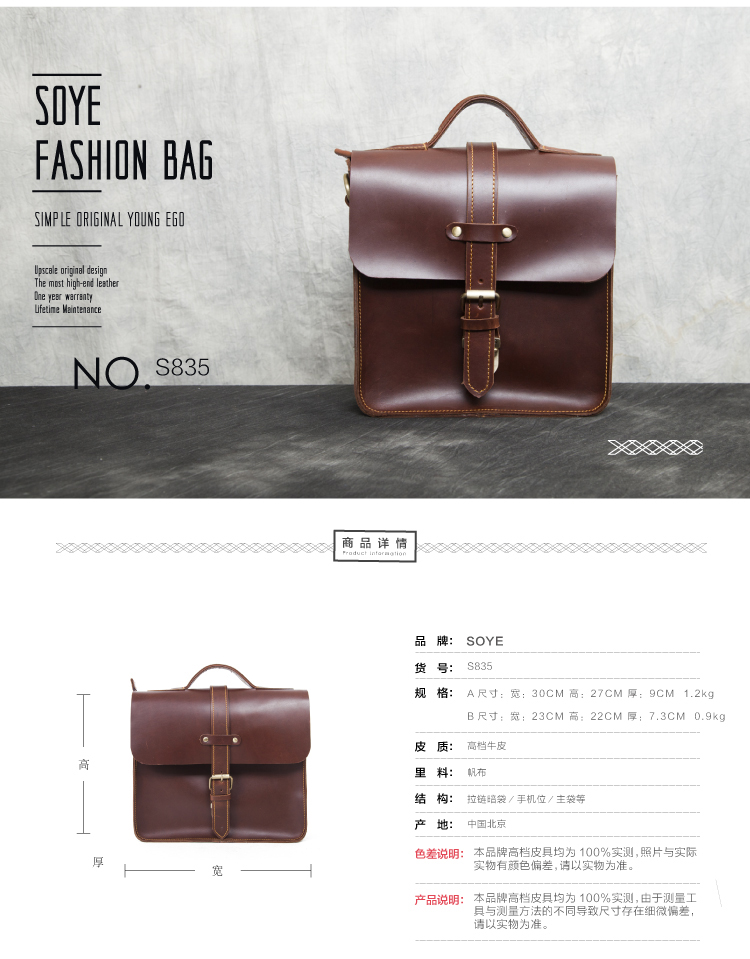 SOYE
FASHION BAG
SIMPLE ORIGINAL YOUNG EGO
Upscale original design
The most high-end leather
One year warranty
Lifetime Maintenance
NO. S835
商品详情
Product information
高
厚
宽
品 牌: SOYE
货 号: S835
规 格: A 尺寸; 宽; 30CM 高; 27CM 厚; 9CM 1.2kg
B 尺寸; 宽; 23CM 高; 22CM 厚; 7.3CM 0.9kg
皮 质: 高档牛皮
里 料: 帆布
结 构: 拉链暗袋/手机位/主袋等
产 地: 中国北京
色差说明: 本品牌高档皮具均为 100%实测,照片与实际
实物有颜色偏差,请以实物为准。
产品说明: 本品牌高档皮具均为 100%实测,由于测量工
具与测量方法的不同导致尺寸存在细微偏差,
请以实物为准。